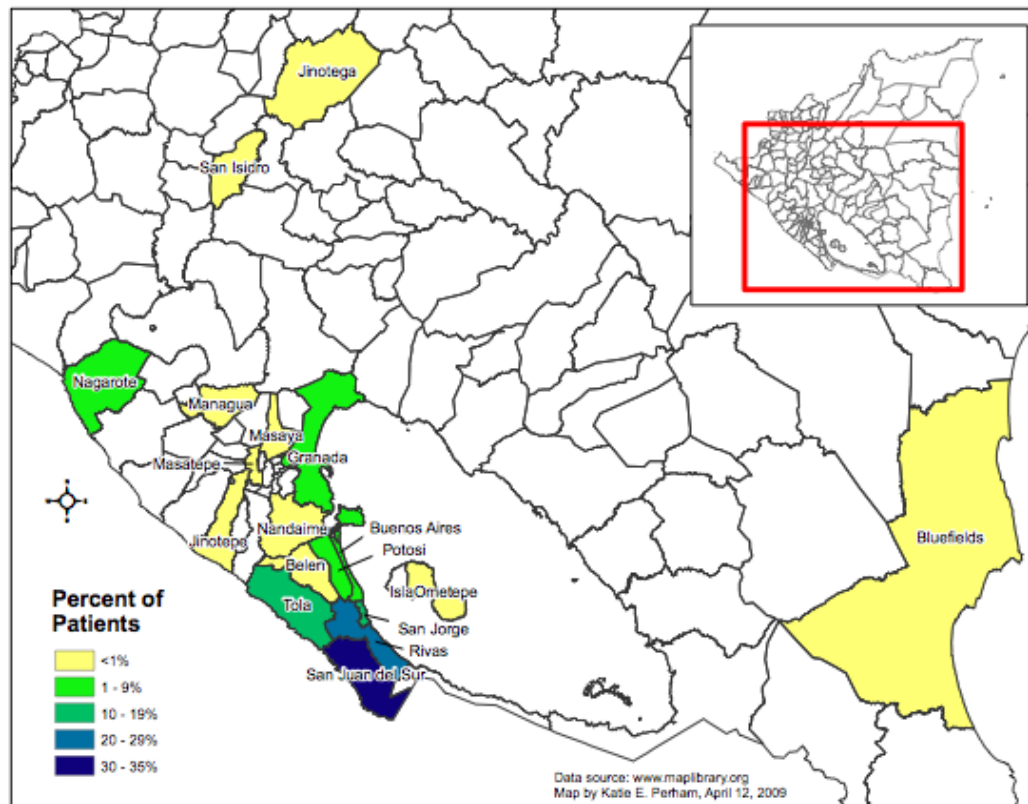 Jinotega
San Isidro
Nagarote
Managua
Masaya
Masatepe
Granada
Nandaime
Buenos Aires
Jinotepe
Potosi
Bluefields
Belen
Isla Ometepe
Tola
San Jorge
Rivas
San Juan del Sur
Percent of
Patients
<1%
1 - 9%
10 - 19%
20 - 29%
30 - 35%
Data source: www.maplibrary.org
Map by Katie E. Perham, April 12, 2009